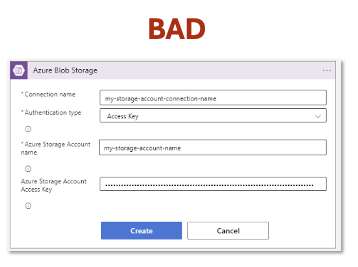 BAD
Azure Blob Storage
...
*Connection name
my-storage-account-connection-name
*Authentication type
Access Key
*Azure Storage Account
name
my-storage-account-name
Azure Storage Account
Access Key
Create
Cancel